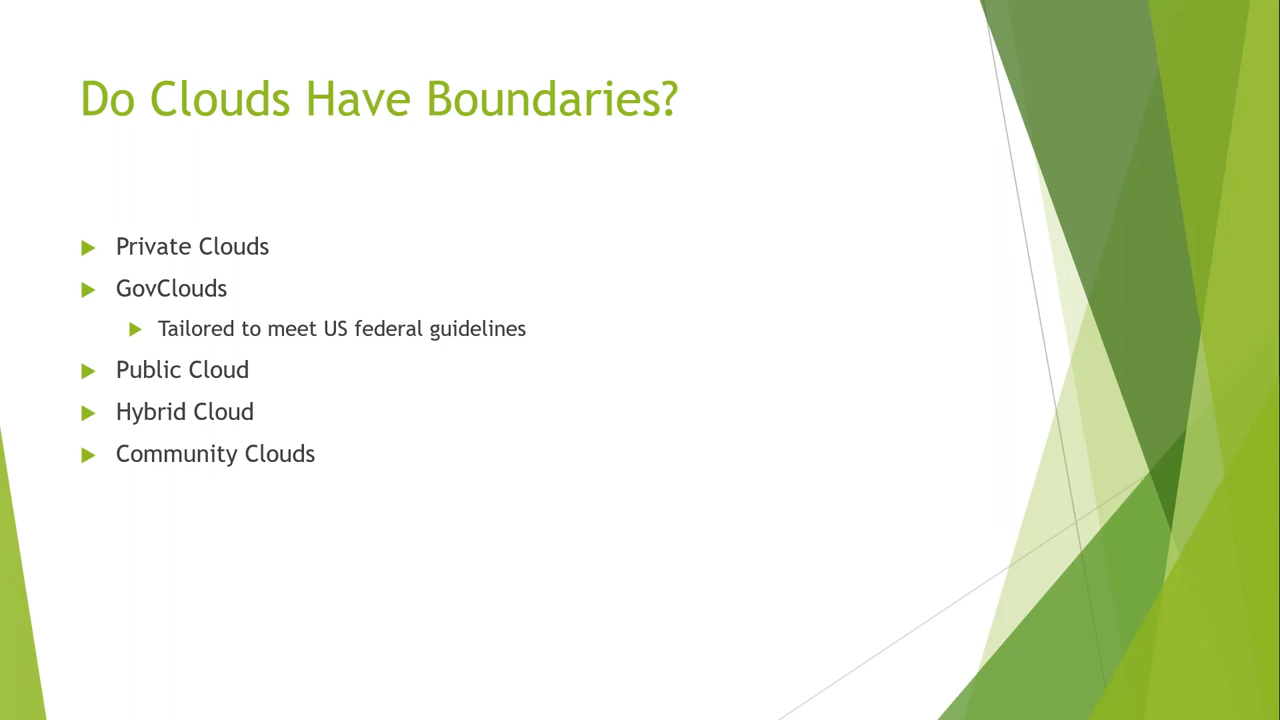 Do Clouds Have Boundaries?
Private Clouds
GovClouds
Tailored to meet US federal guidelines
Public Cloud
Hybrid Cloud
Community Clouds